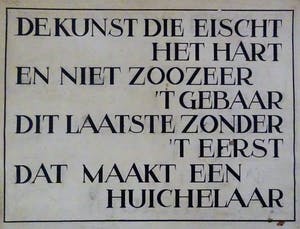 DE KUNST DIE EISCHT
HET HART
EN NIET ZOOZEER
'T GEBAAR
DIT LAATSTE ZONDER
'T EERST
DAT MAAKT EEN
HUICHELAAR